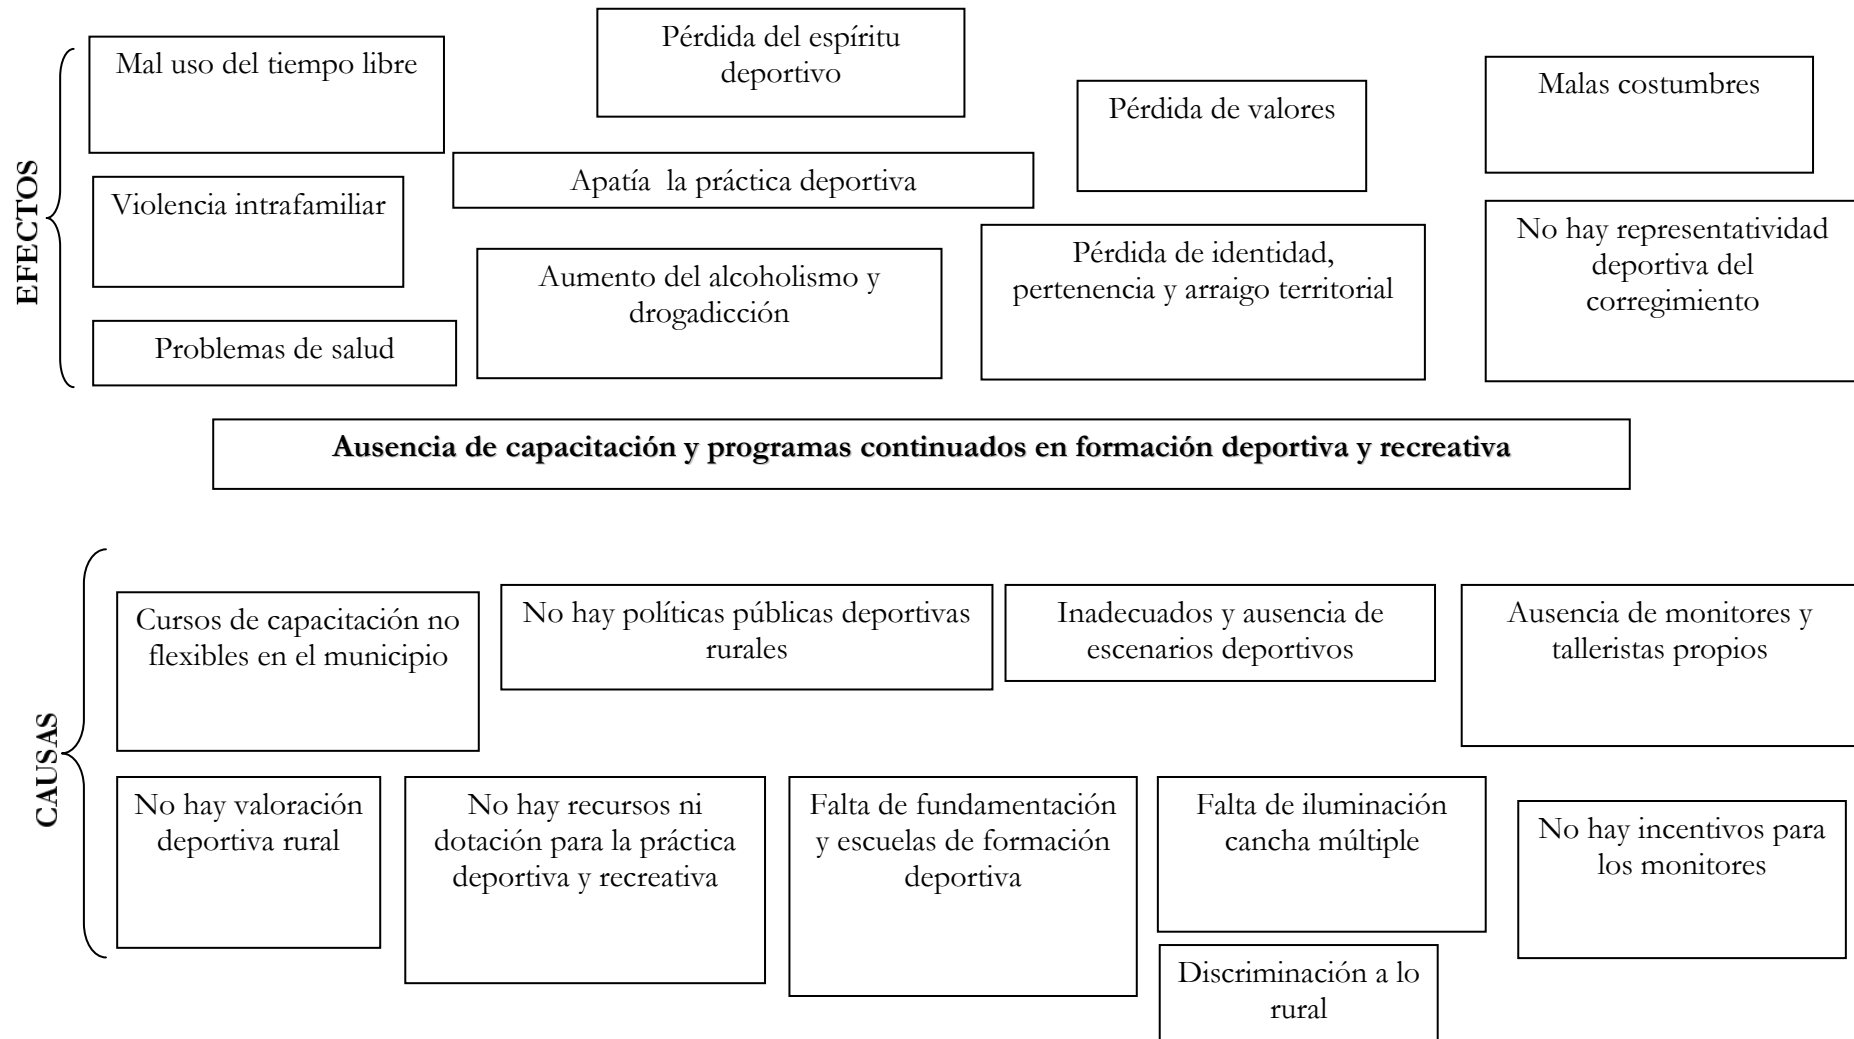 EFECTOS
Mal uso del tiempo libre
Pérdida del espíritu
deportivo
Pérdida de valores
Malas costumbres
Violencia intrafamiliar
Apatía  la práctica deportiva
Aumento del alcoholismo y
drogadicción
Pérdida de identidad,
pertenencia y arraigo territorial
No hay representatividad
deportiva del
corregimiento
Problemas de salud
Ausencia de capacitación y programas continuados en formación deportiva y recreativa
CAUSAS
Cursos de capacitación no
flexibles en el municipio
No hay políticas públicas deportivas
rurales
Inadecuados y ausencia de
escenarios deportivos
Ausencia de monitores y
talleristas propios
No hay valoración
deportiva rural
No hay recursos ni
dotación para la práctica
deportiva y recreativa
Falta de fundamentación
y escuelas de formación
deportiva
Falta de iluminación
cancha múltiple
No hay incentivos para
los monitores
Discriminación a lo
rural